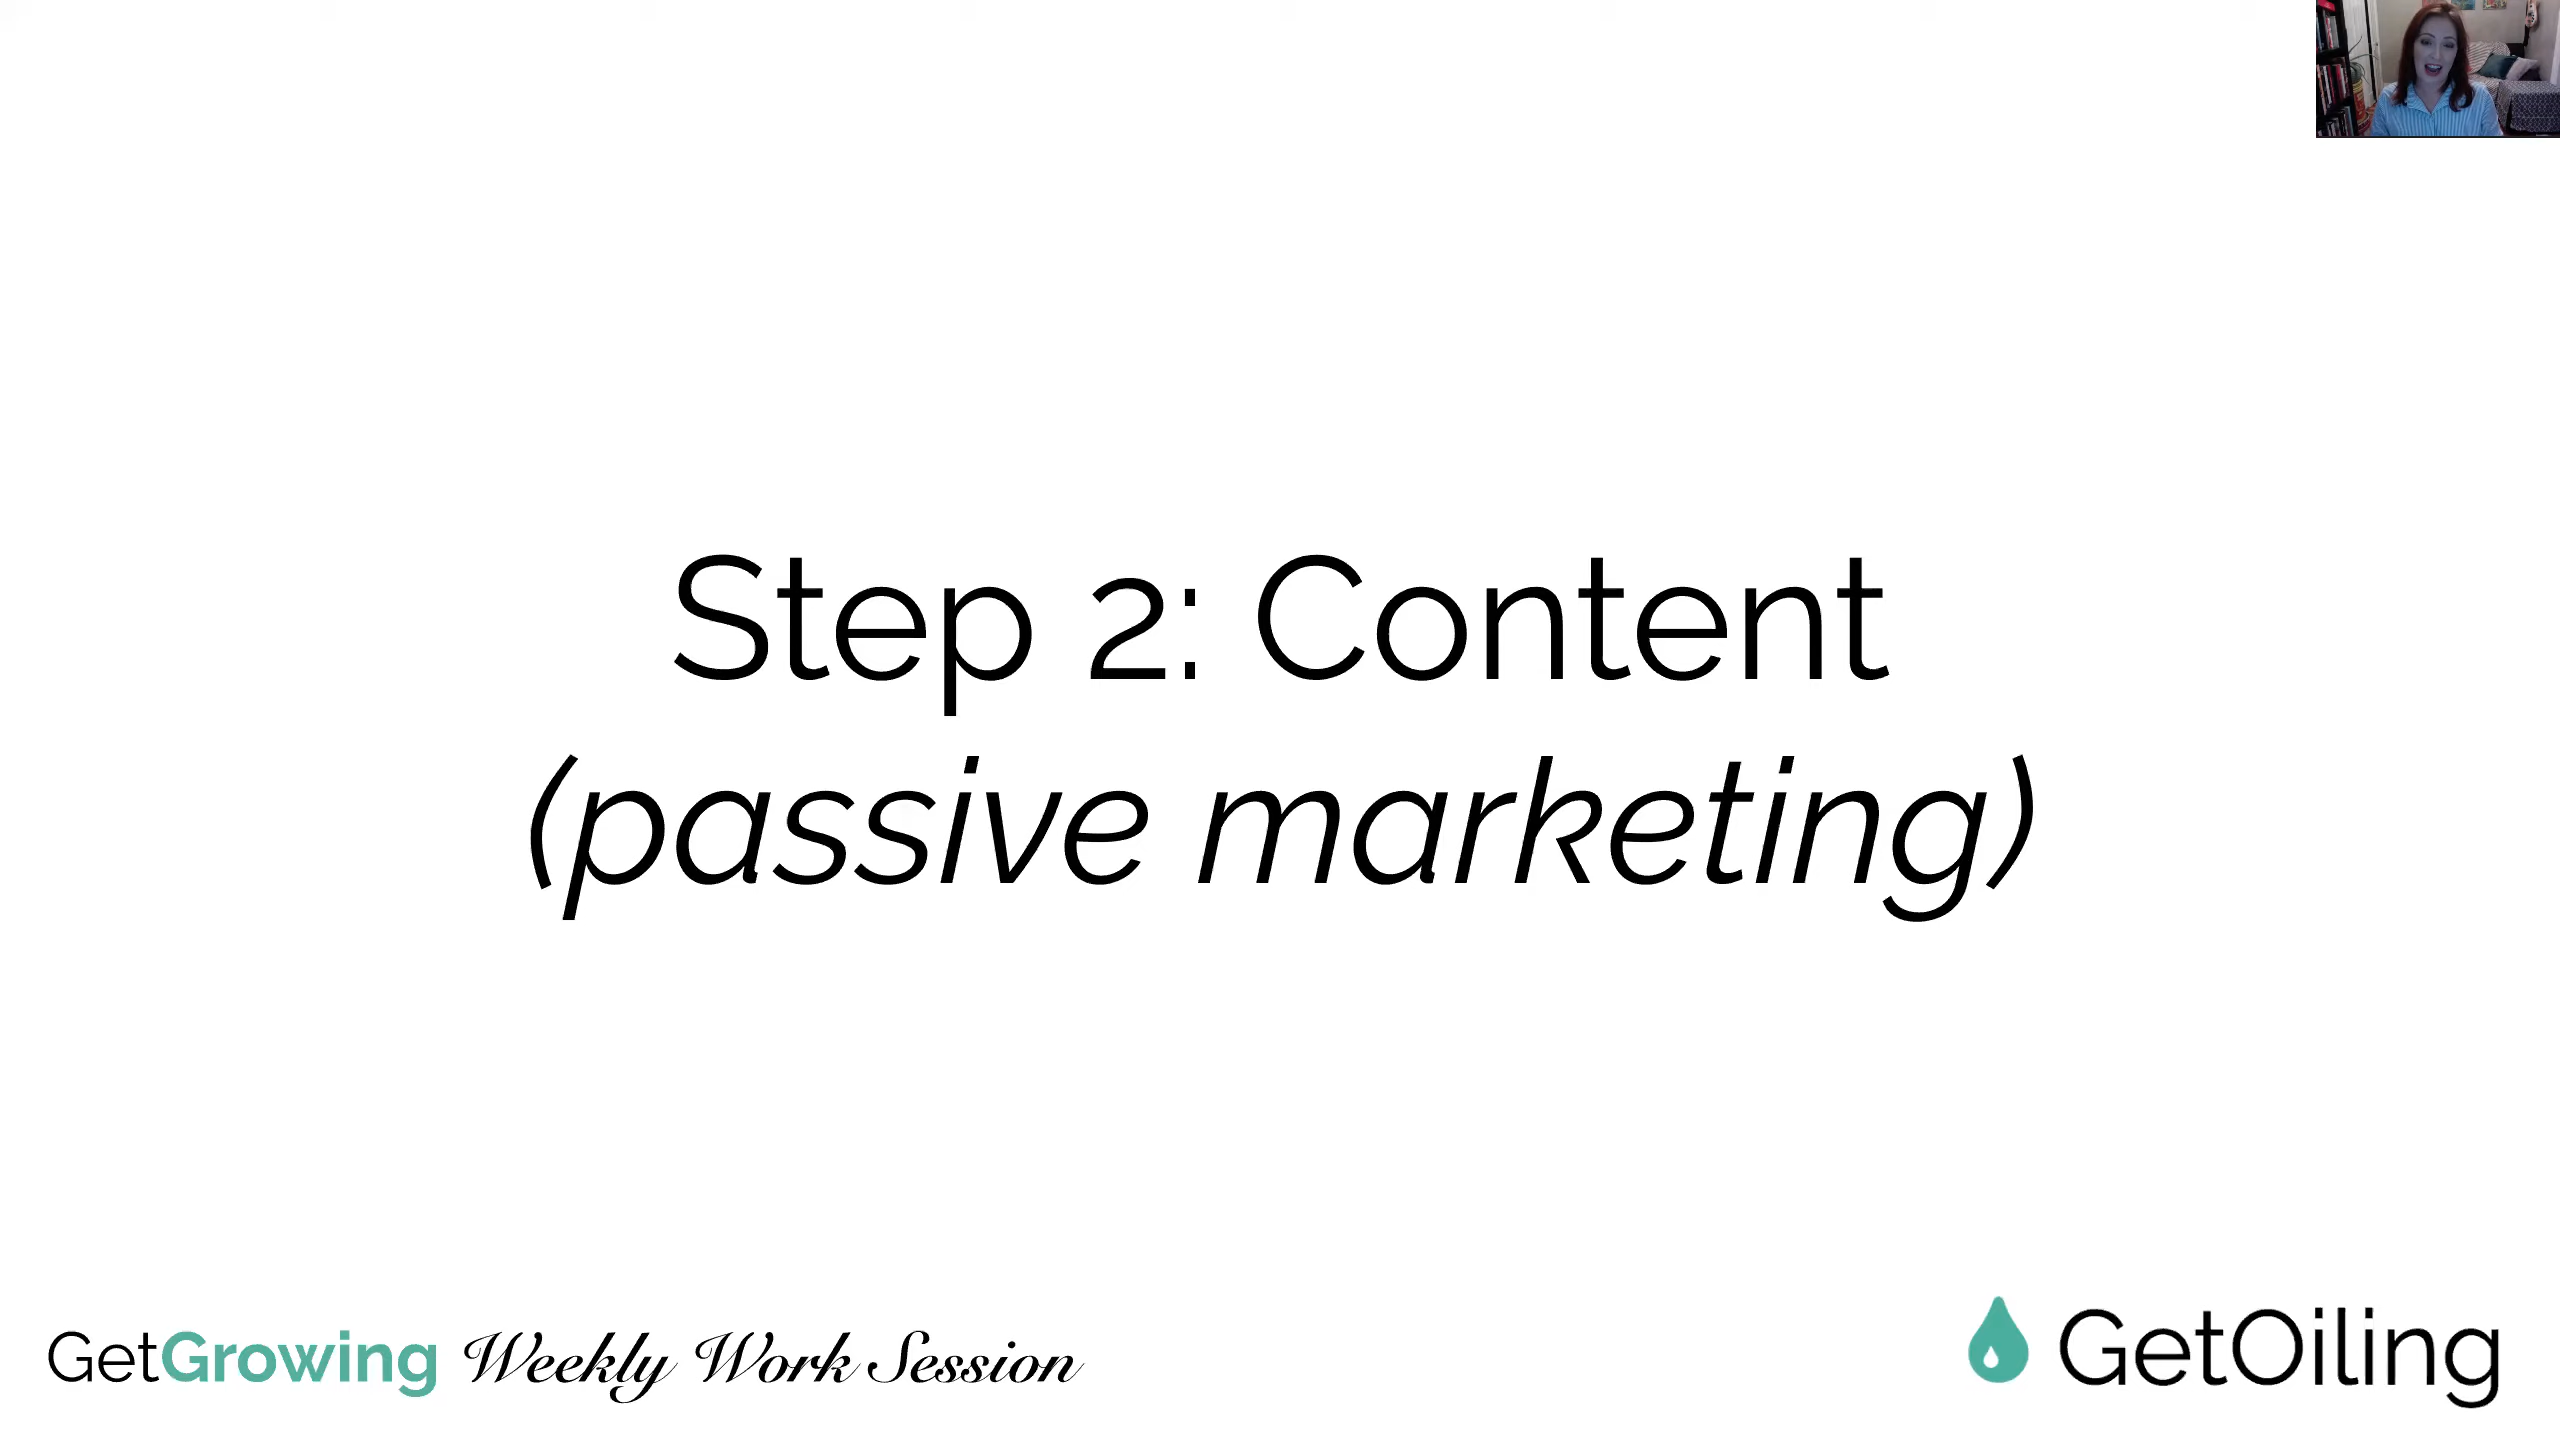 Step 2: Content
(passive marketing)
GetGrowing Weekly Work Session
GetOiling